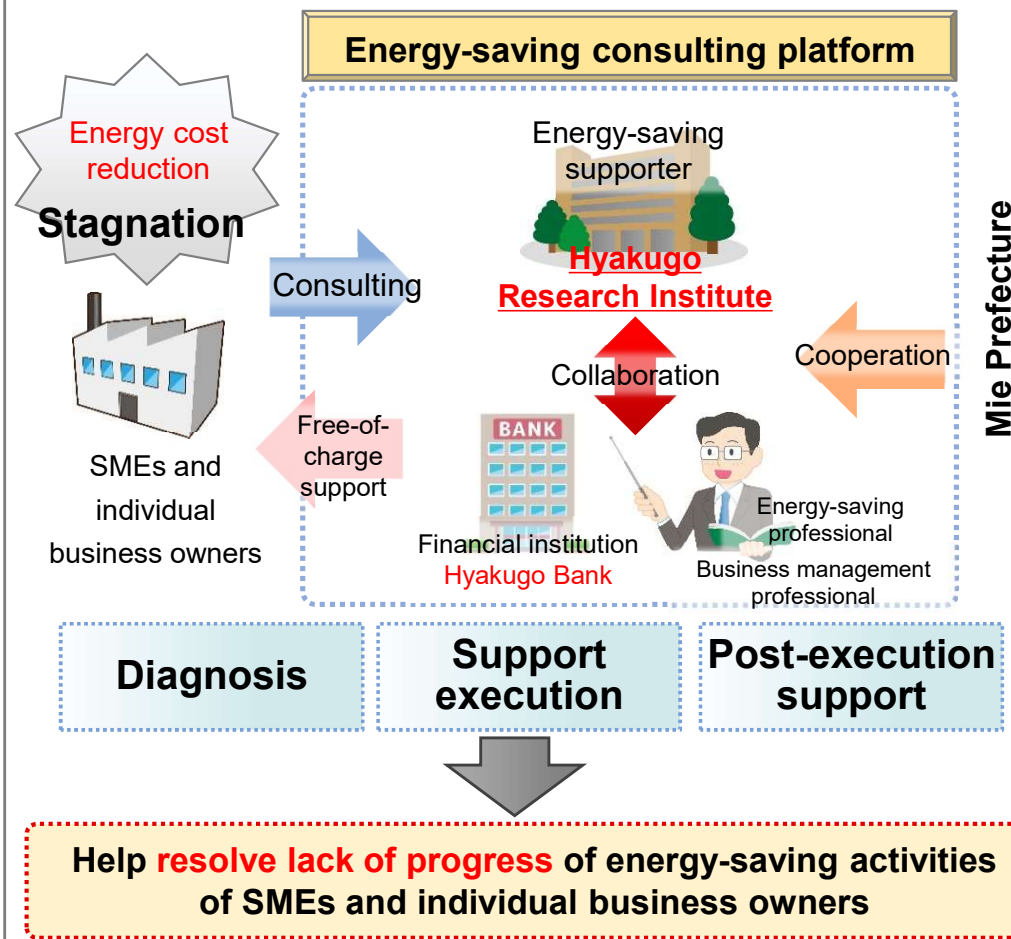 Energy-saving consulting platform
Energy cost
reduction
Stagnation
Energy-saving
supporter
Hyakugo
Research Institute
Consulting
Collaboration
Cooperation
Mie Prefecture
Free-of-
charge
support
SMEs and
individual
business owners
BANK
Financial institution
Hyakugo Bank
Energy-saving
professional
Business management
professional
Diagnosis
Support
execution
Post-execution
support
Help resolve lack of progress of energy-saving activities
of SMEs and individual business owners